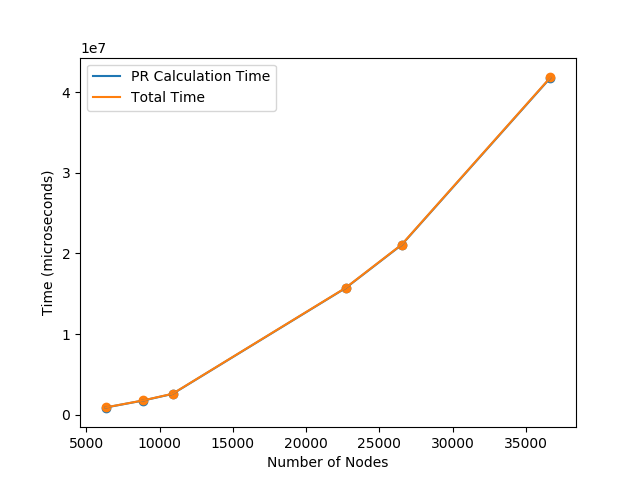 1e7
PR Calculation Time
Total Time
4
3
2
1
0
Time (microseconds)
5000 10000 15000 20000 25000 30000 35000
Number of Nodes